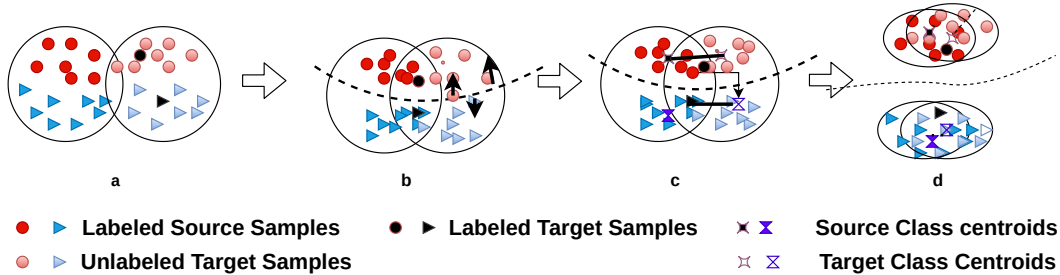 a b c d
Labeled Source Samples Labeled Target Samples Source Class centroids
Unlabeled Target Samples Target Class Centroids